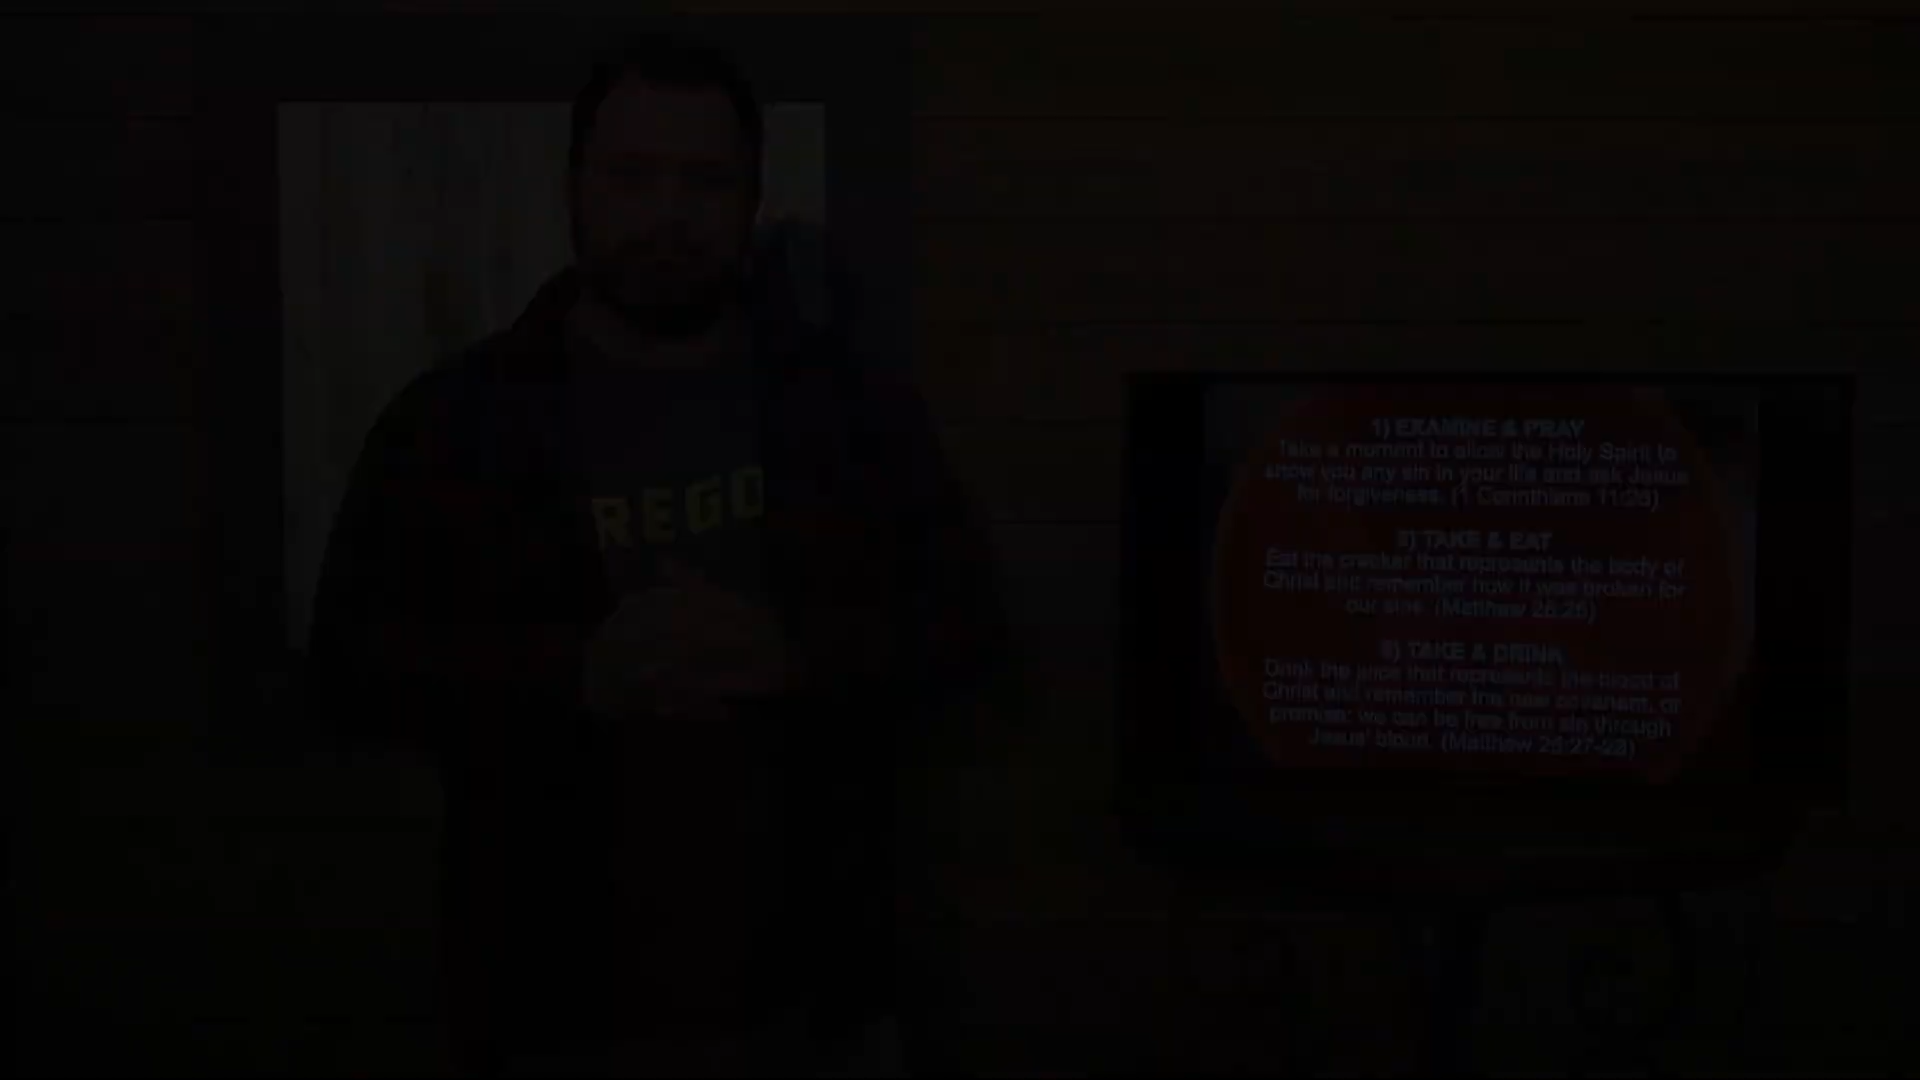 REGO
1) EXAMINE & PRAY
Take a moment to allow the Holy Spirit to
show you any sin in your life and ask Jesus
for forgiveness. (1 Corinthians 11:28)
2) TAKE & EAT
Eat the cracker that represents the body of
Christ and remember how it was broken for
our sins. (Matthew 26:26)
3) TAKE & DRINK
Drink the juice that represents the blood of
Christ and remember the new covenant, or
promise: we can be free from sin through
Jesus' blood. (Matthew 26:27-28)